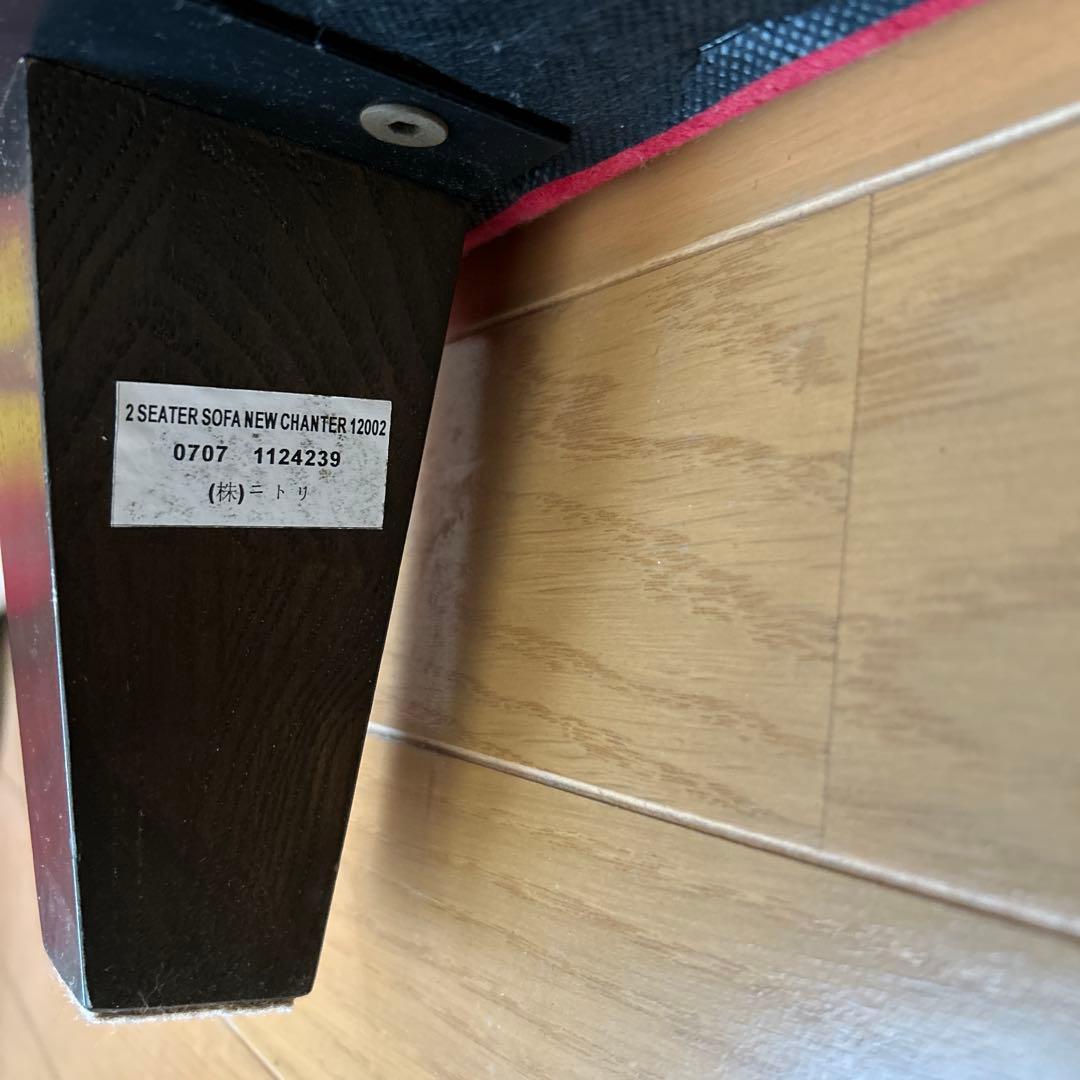 2 SEATER SOFA NEW CHANTER 12002
0707 1124239
(株)ニトリ